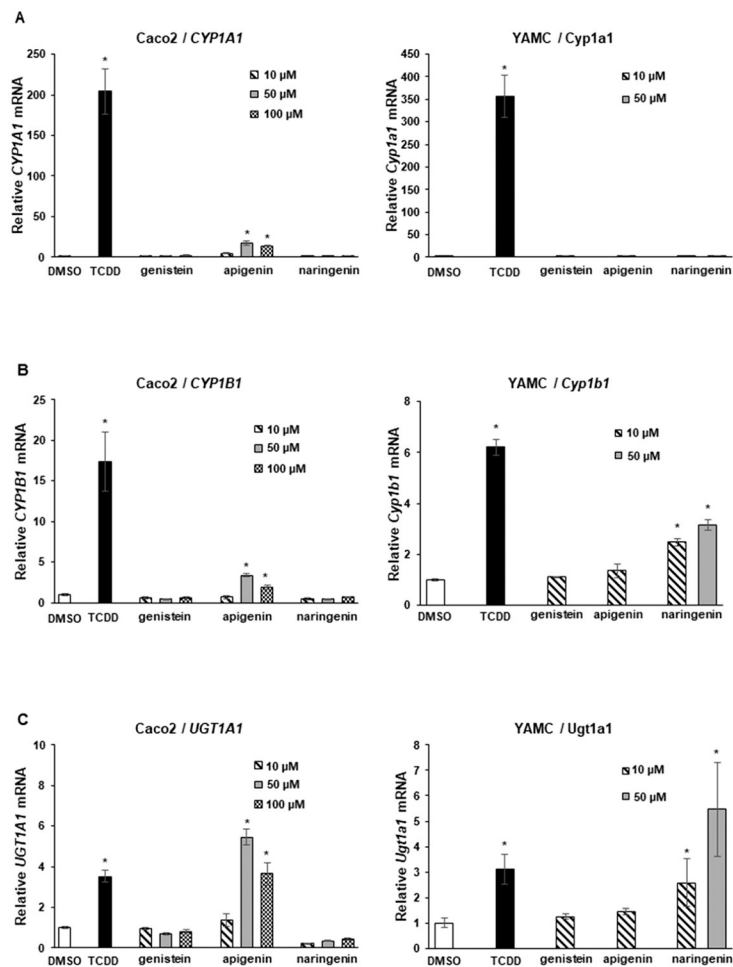 A
Caco2 / CYP1A1
Relative CYP1A1 mRNA
250
200
150
100
50
0
*
* *
10 µM
50 µM
100 µM
DMSO TCDD genistein apigenin naringenin
YAMC / Cyp1a1
Relative Cyp1a1 mRNA
450
400
350
300
250
200
150
100
50
0
*
10 µM
50 µM
DMSO TCDD genistein apigenin naringenin
B
Caco2 / CYP1B1
Relative CYP1B1 mRNA
25
20
15
10
5
0
*
* *
10 µM
50 µM
100 µM
DMSO TCDD genistein apigenin naringenin
YAMC / Cyp1b1
Relative Cyp1b1 mRNA
8
6
4
2
0
*
* *
10 µM
50 µM
DMSO TCDD genistein apigenin naringenin
C
Caco2 / UGT1A1
Relative UGT1A1 mRNA
10
8
6
4
2
0
*
* *
10 µM
50 µM
100 µM
DMSO TCDD genistein apigenin naringenin
YAMC / Ugt1a1
Relative Ugt1a1 mRNA
8
7
6
5
4
3
2
1
0
*
* *
10 µM
50 µM
DMSO TCDD genistein apigenin naringenin